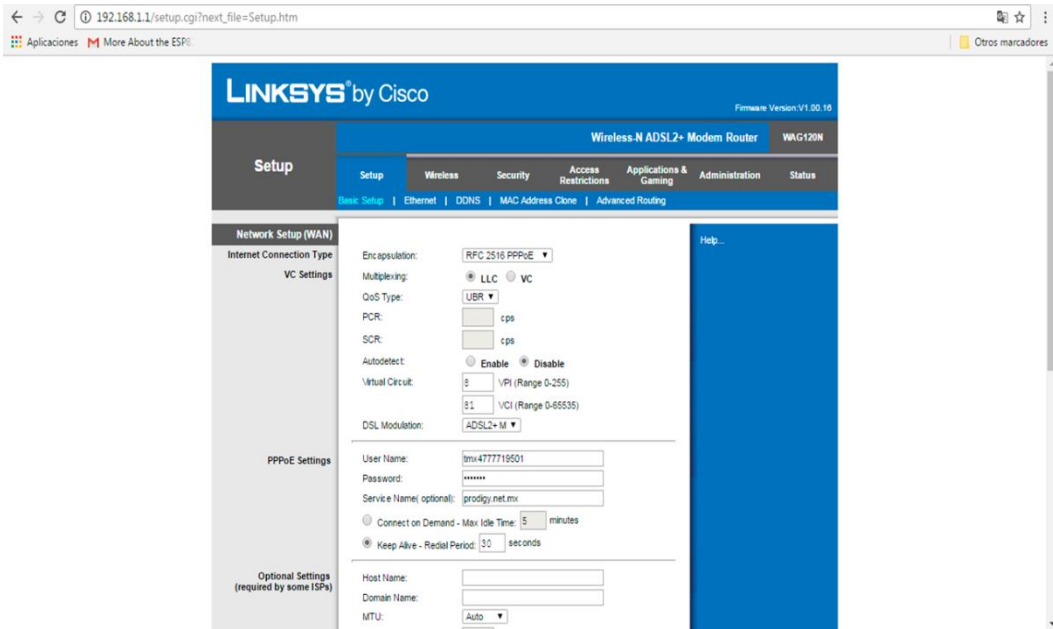 192.168.1.1/setup.cgi?next_file=Setup.htm
Aplicaciones More About the ESP8 Otros marcadores
LINKSYS® by Cisco
Firmware Version:V1.00.16
Wireless-N ADSL2+ Modem Router WAG120N
Setup
Setup Wireless Security Access Restrictions Applications & Gaming Administration Status
Basic Setup | Ethernet | DDNS | MAC Address Clone | Advanced Routing
Network Setup (WAN)
Help...
Internet Connection Type Encapsulation: RFC 2516 PPPoE
VC Settings Multiplexing: LLC VC
QoS Type: UBR
PCR: cps
SCR: cps
Autodetect: Enable Disable
Virtual Circuit: 8 VPI (Range 0-255)
81 VCI (Range 0-65535)
DSL Modulation: ADSL2+ M
PPPoE Settings User Name: tmx4777719501
Password: •••••••
Service Name( optional): prodigy.net.mx
Connect on Demand - Max Idle Time: 5 minutes
Keep Alive - Redial Period: 30 seconds
Optional Settings Host Name:
(required by some ISPs) Domain Name:
MTU: Auto